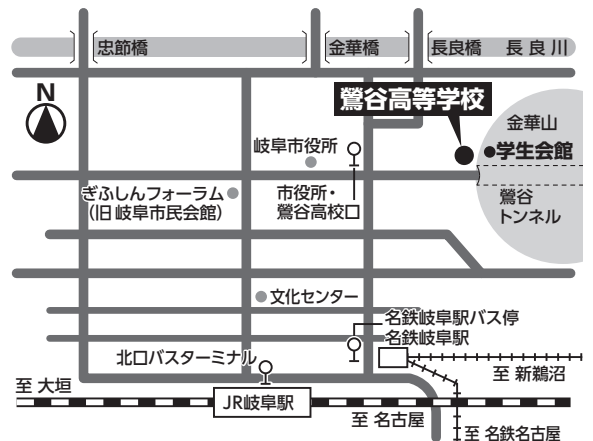 忠節橋
金華橋
長良橋
長良川
N
鶯谷高等学校
金華山
学生会館
岐阜市役所
ぎふしんフォーラム
（旧岐阜市民会館）
市役所・
鶯谷高校口
鶯谷
トンネル
文化センター
名鉄岐阜駅バス停
名鉄岐阜駅
北口バスターミナル
至 新鵜沼
至 大垣
JR岐阜駅
至 名古屋
至 名鉄名古屋